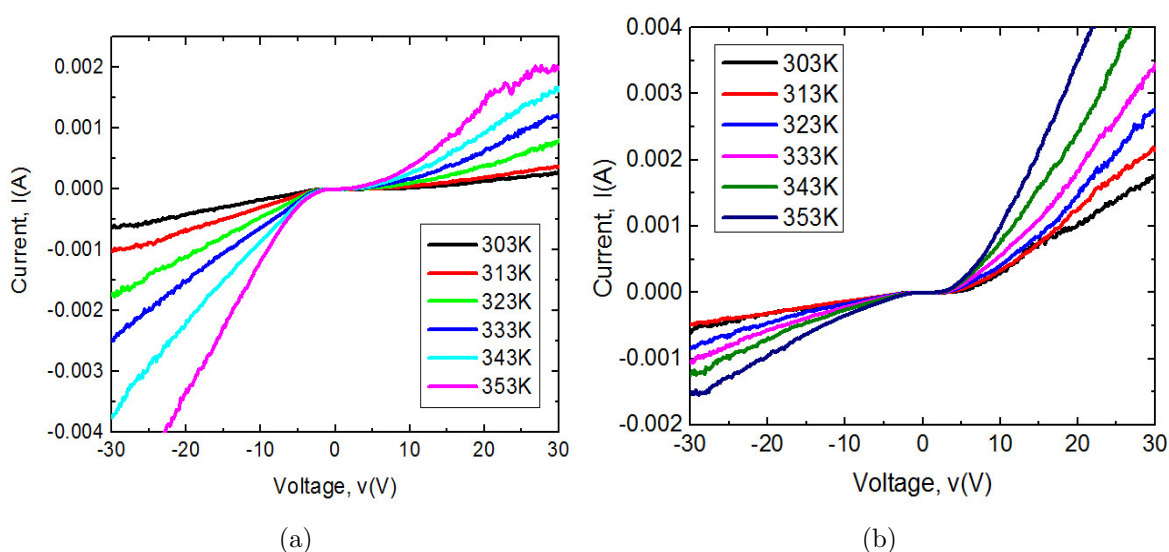 0.002
0.001
0.000
-0.001
-0.002
-0.003
-0.004
Current, I(A)
303K
313K
323K
333K
343K
353K
-30 -20 -10 0 10 20 30
Voltage, v(V)
(a)
0.004
0.003
0.002
0.001
0.000
-0.001
-0.002
Current, I(A)
303K
313K
323K
333K
343K
353K
-30 -20 -10 0 10 20 30
Voltage, v(V)
(b)